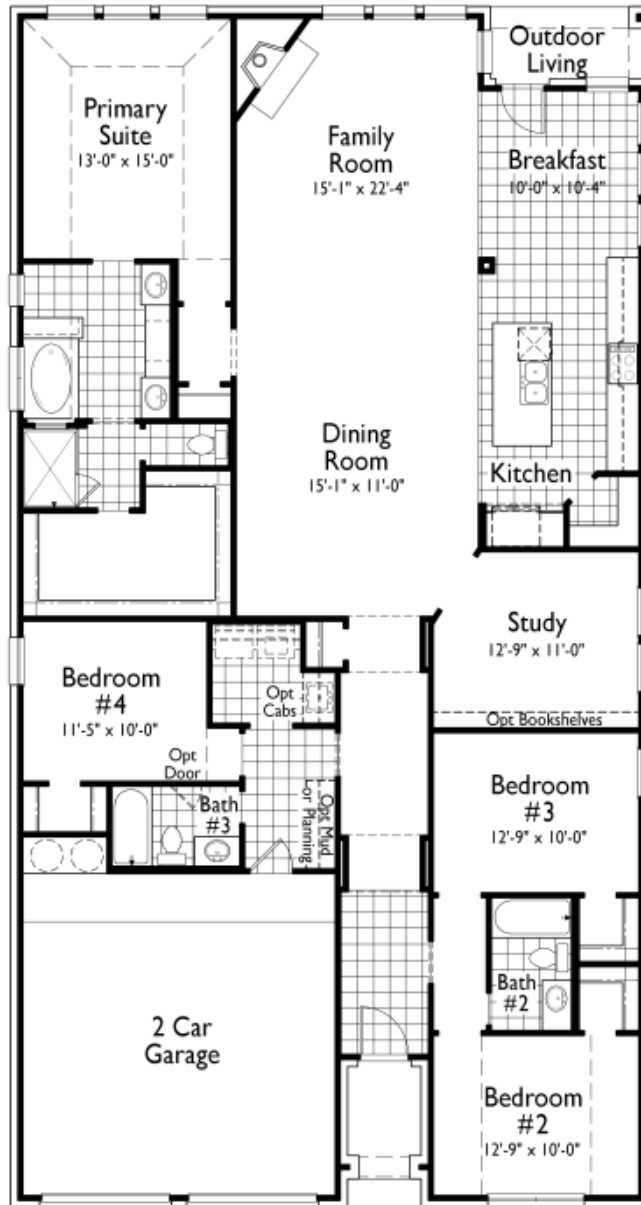 Outdoor
Living
Primary
Suite
13'-0" x 15'-0"
Family
Room
15'-1" x 22'-4"
Breakfast
10'-0" x 10'-4"
Dining
Room
15'-1" x 11'-0"
Kitchen
Study
12'-9" x 11'-0"
Opt Bookshelves
Bedroom
#4
11'-5" x 10'-0"
Opt
Cabs
Opt
Door
Bath
#3
Opt Mud
or Planning
Bedroom
#3
12'-9" x 10'-0"
Bath
#2
2 Car
Garage
Bedroom
#2
12'-9" x 10'-0"